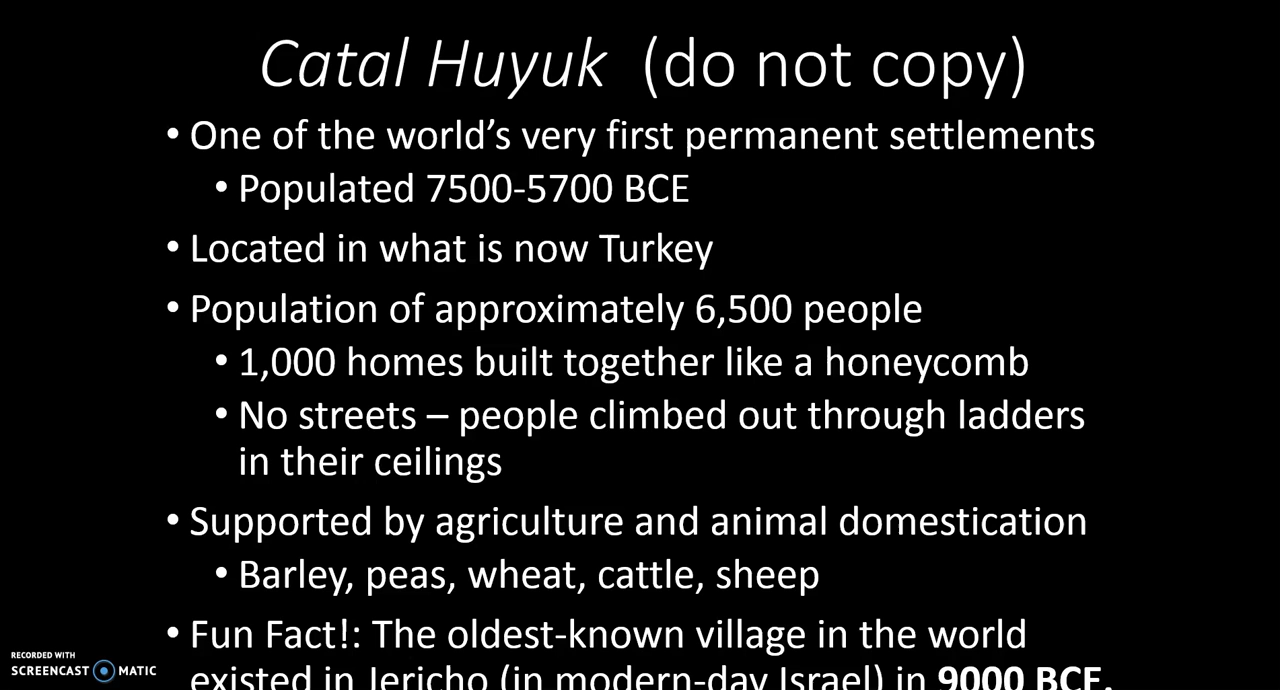 Catal Huyuk (do not copy)
• One of the world's very first permanent settlements
• Populated 7500-5700 BCE
• Located in what is now Turkey
• Population of approximately 6,500 people
• 1,000 homes built together like a honeycomb
• No streets – people climbed out through ladders
in their ceilings
• Supported by agriculture and animal domestication
• Barley, peas, wheat, cattle, sheep
• Fun Fact!: The oldest-known village in the world
existed in Jericho (in modern-day Israel) in 9000 BCE.
RECORDED WITH
SCREENCAST MATIC